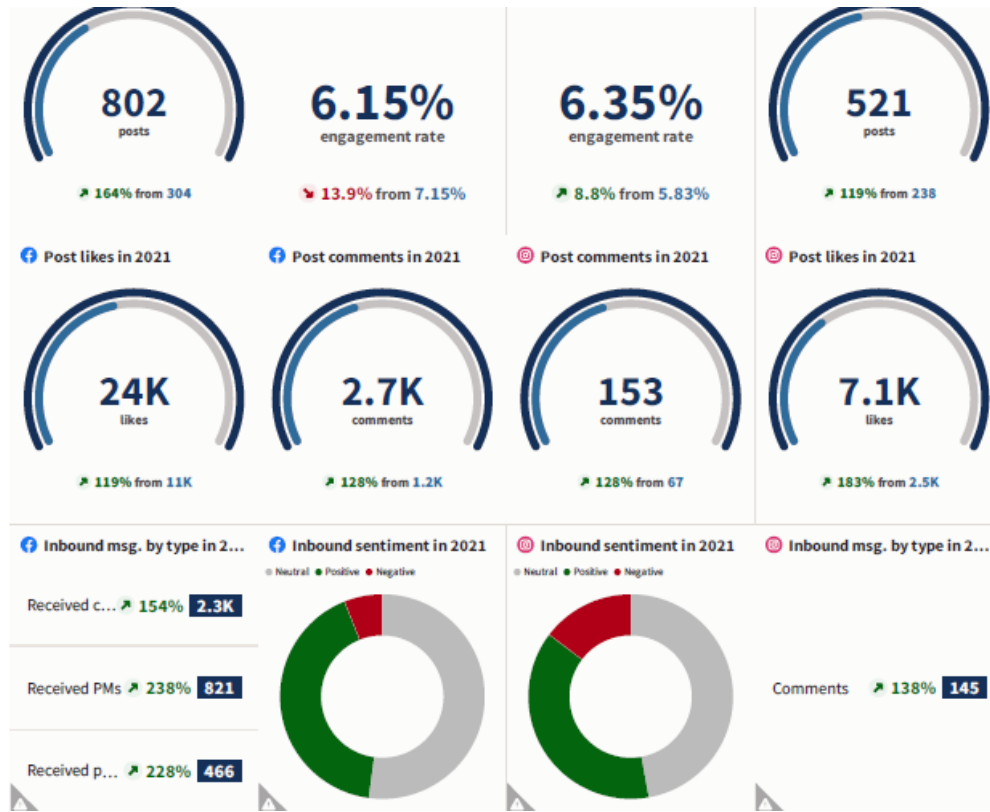 802
posts
164% from 304
6.15%
engagement rate
13.9% from 7.15%
6.35%
engagement rate
8.8% from 5.83%
521
posts
119% from 238
Post likes in 2021
24K
likes
119% from 11K
Post comments in 2021
2.7K
comments
128% from 1.2K
Post comments in 2021
153
comments
128% from 67
Post likes in 2021
7.1K
likes
183% from 2.5K
Inbound msg. by type in 2...
Received c... 154% 2.3K
Received PMs 238% 821
Received p... 228% 466
Inbound sentiment in 2021
Neutral Positive Negative
Inbound sentiment in 2021
Neutral Positive Negative
Inbound msg. by type in 2...
Comments 138% 145